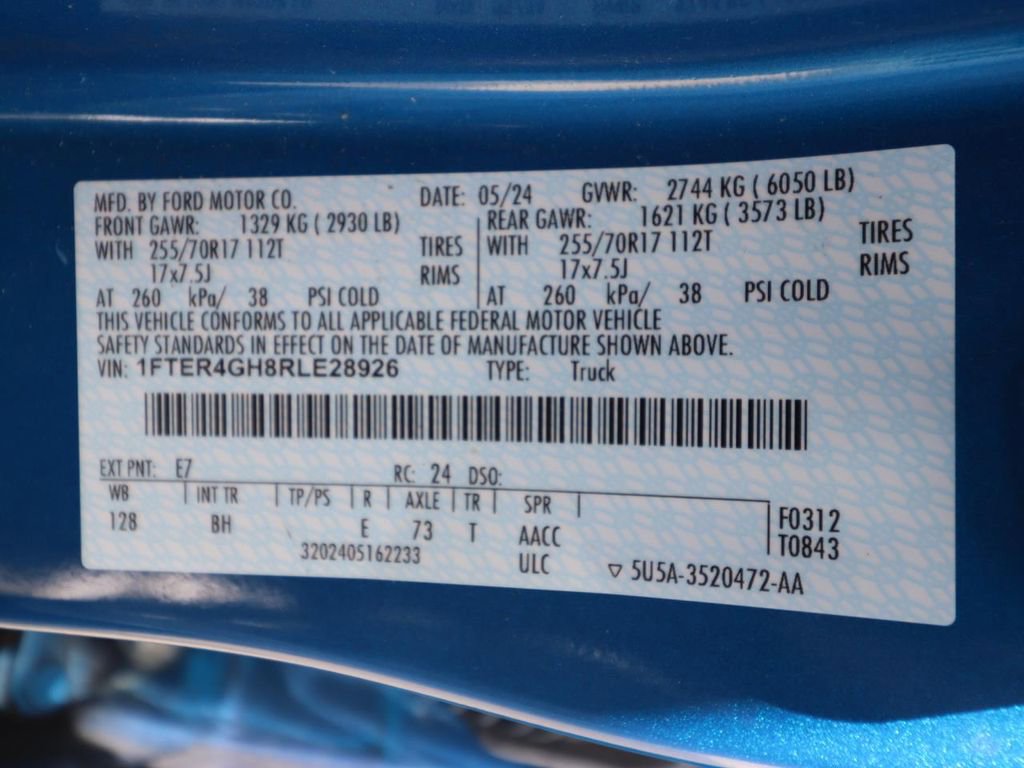 MFD. BY FORD MOTOR CO. DATE: 05/24 GVWR: 2744 KG ( 6050 LB)
FRONT GAWR: 1329 KG ( 2930 LB) REAR GAWR: 1621 KG ( 3573 LB)
WITH 255/70R17 112T TIRES WITH 255/70R17 112T TIRES
17x7.5J RIMS 17x7.5J RIMS
AT 260 kPa/ 38 PSI COLD AT 260 kPa/ 38 PSI COLD
THIS VEHICLE CONFORMS TO ALL APPLICABLE FEDERAL MOTOR VEHICLE
SAFETY STANDARDS IN EFFECT ON THE DATE OF MANUFACTURE SHOWN ABOVE.
VIN: 1FTER4GH8RLE28926 TYPE: Truck
EXT PNT: E7 RC: 24 DSO:
WB INT TR TP/PS R AXLE TR SPR
128 BH E 73 T AACC
F0312
T0843
3202405162233 ULC ▽ 5U5A-3520472-AA